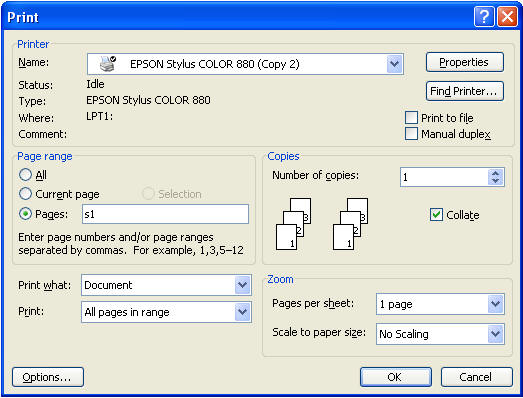 Print
Printer
Name: EPSON Stylus COLOR 880 (Copy 2) Properties
Status: Idle
Type: EPSON Stylus COLOR 880 Find Printer...
Where: LPT1: Print to file
Comment: Manual duplex
Page range
All
Current page Selection
Pages: s1
Enter page numbers and/or page ranges
separated by commas. For example, 1,3,5–12
Copies
Number of copies: 1
3 3
2 2
1 1
Collate
Print what: Document
Print: All pages in range
Zoom
Pages per sheet: 1 page
Scale to paper size: No Scaling
Options... OK Cancel